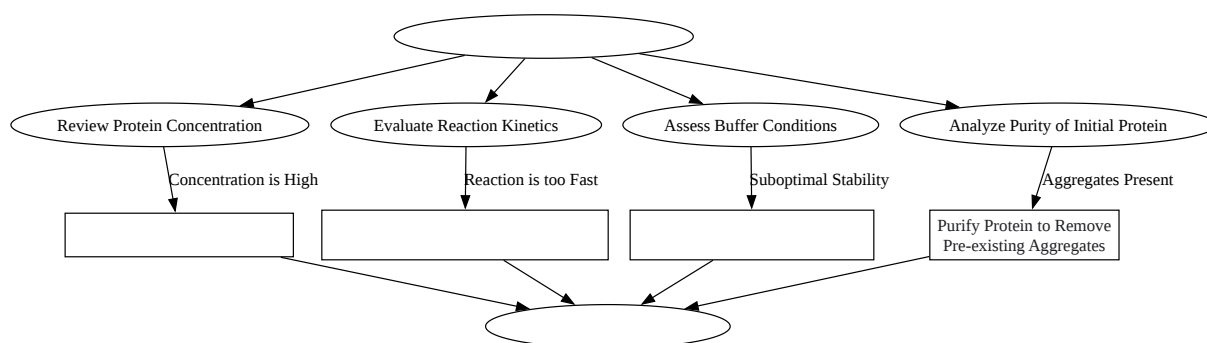 Review Protein Concentration
Evaluate Reaction Kinetics
Assess Buffer Conditions
Analyze Purity of Initial Protein
Concentration is High
Reaction is too Fast
Suboptimal Stability
Aggregates Present
Purify Protein to Remove
Pre-existing Aggregates